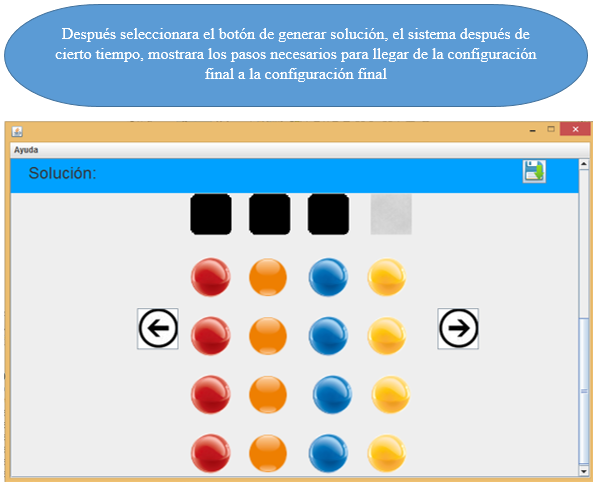 Después seleccionara el botón de generar solución, el sistema después de
cierto tiempo, mostrara los pasos necesarios para llegar de la configuración
final a la configuración final
Ayuda
Solución: